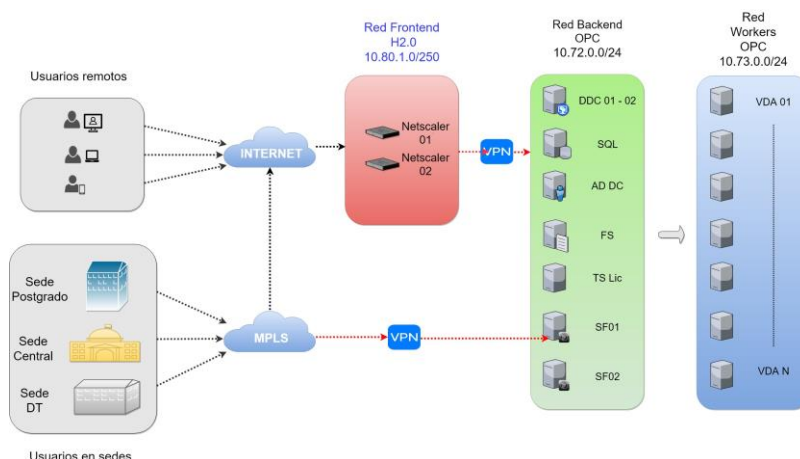 Red Frontend
H2.0
10.80.1.0/250
Red Backend
OPC
10.72.0.0/24
Red
Workers
OPC
10.73.0.0/24
Usuarios remotos
INTERNET
Netscaler
01
Netscaler
02
VPN
DDC 01 - 02
SQL
AD DC
FS
TS Lic
SF01
SF02
VDA 01
VDA N
Sede
Postgrado
Sede
Central
Sede
DT
MPLS
VPN
Usuarios en sedes